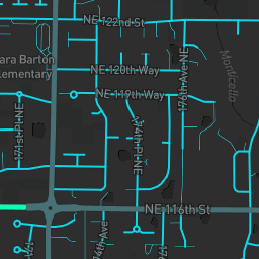 NE 122nd St
ara Barton
lementary
NE 120th Way
NE 119th Way
176th Ave NE
Monticello
171st Pl NE
174th Pl NE
NE 116th St